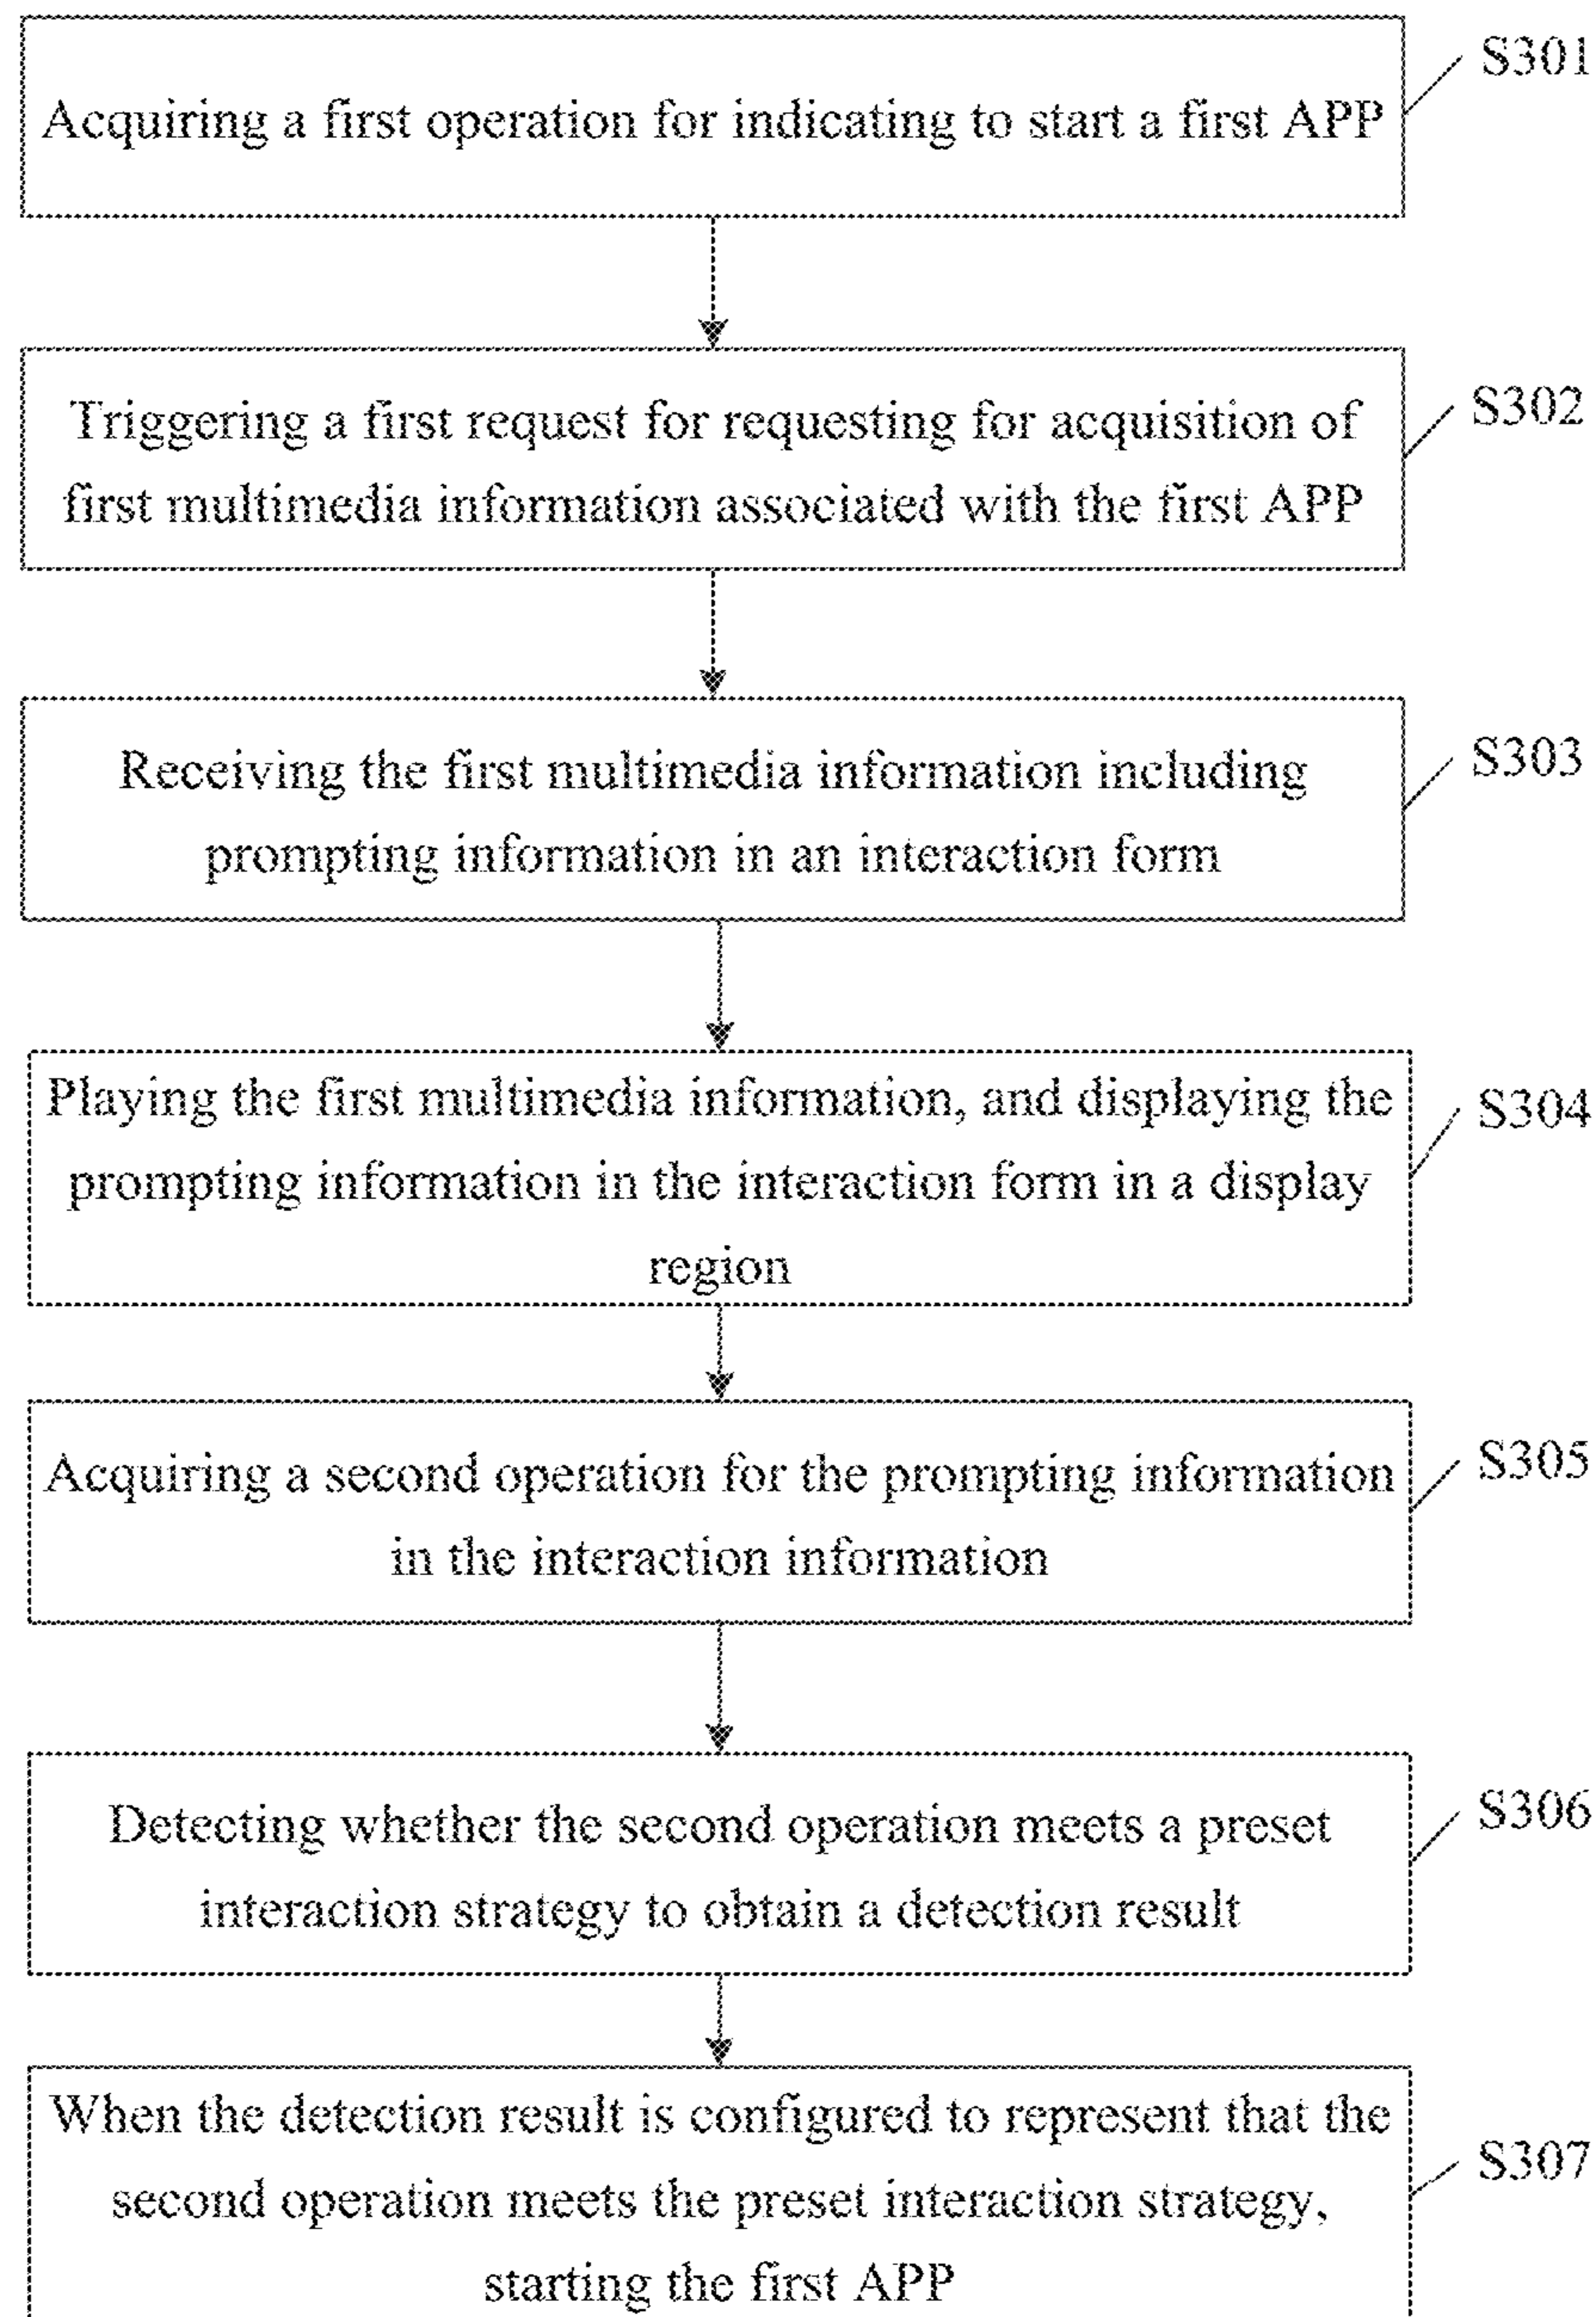 S301
Acquiring a first operation for indicating to start a first APP
S302
Triggering a first request for requesting for acquisition of
first multimedia information associated with the first APP
S303
Receiving the first multimedia information including
prompting information in an interaction form
S304
Playing the first multimedia information, and displaying the
prompting information in the interaction form in a display
region
S305
Acquiring a second operation for the prompting information
in the interaction information
S306
Detecting whether the second operation meets a preset
interaction strategy to obtain a detection result
S307
When the detection result is configured to represent that the
second operation meets the preset interaction strategy,
starting the first APP